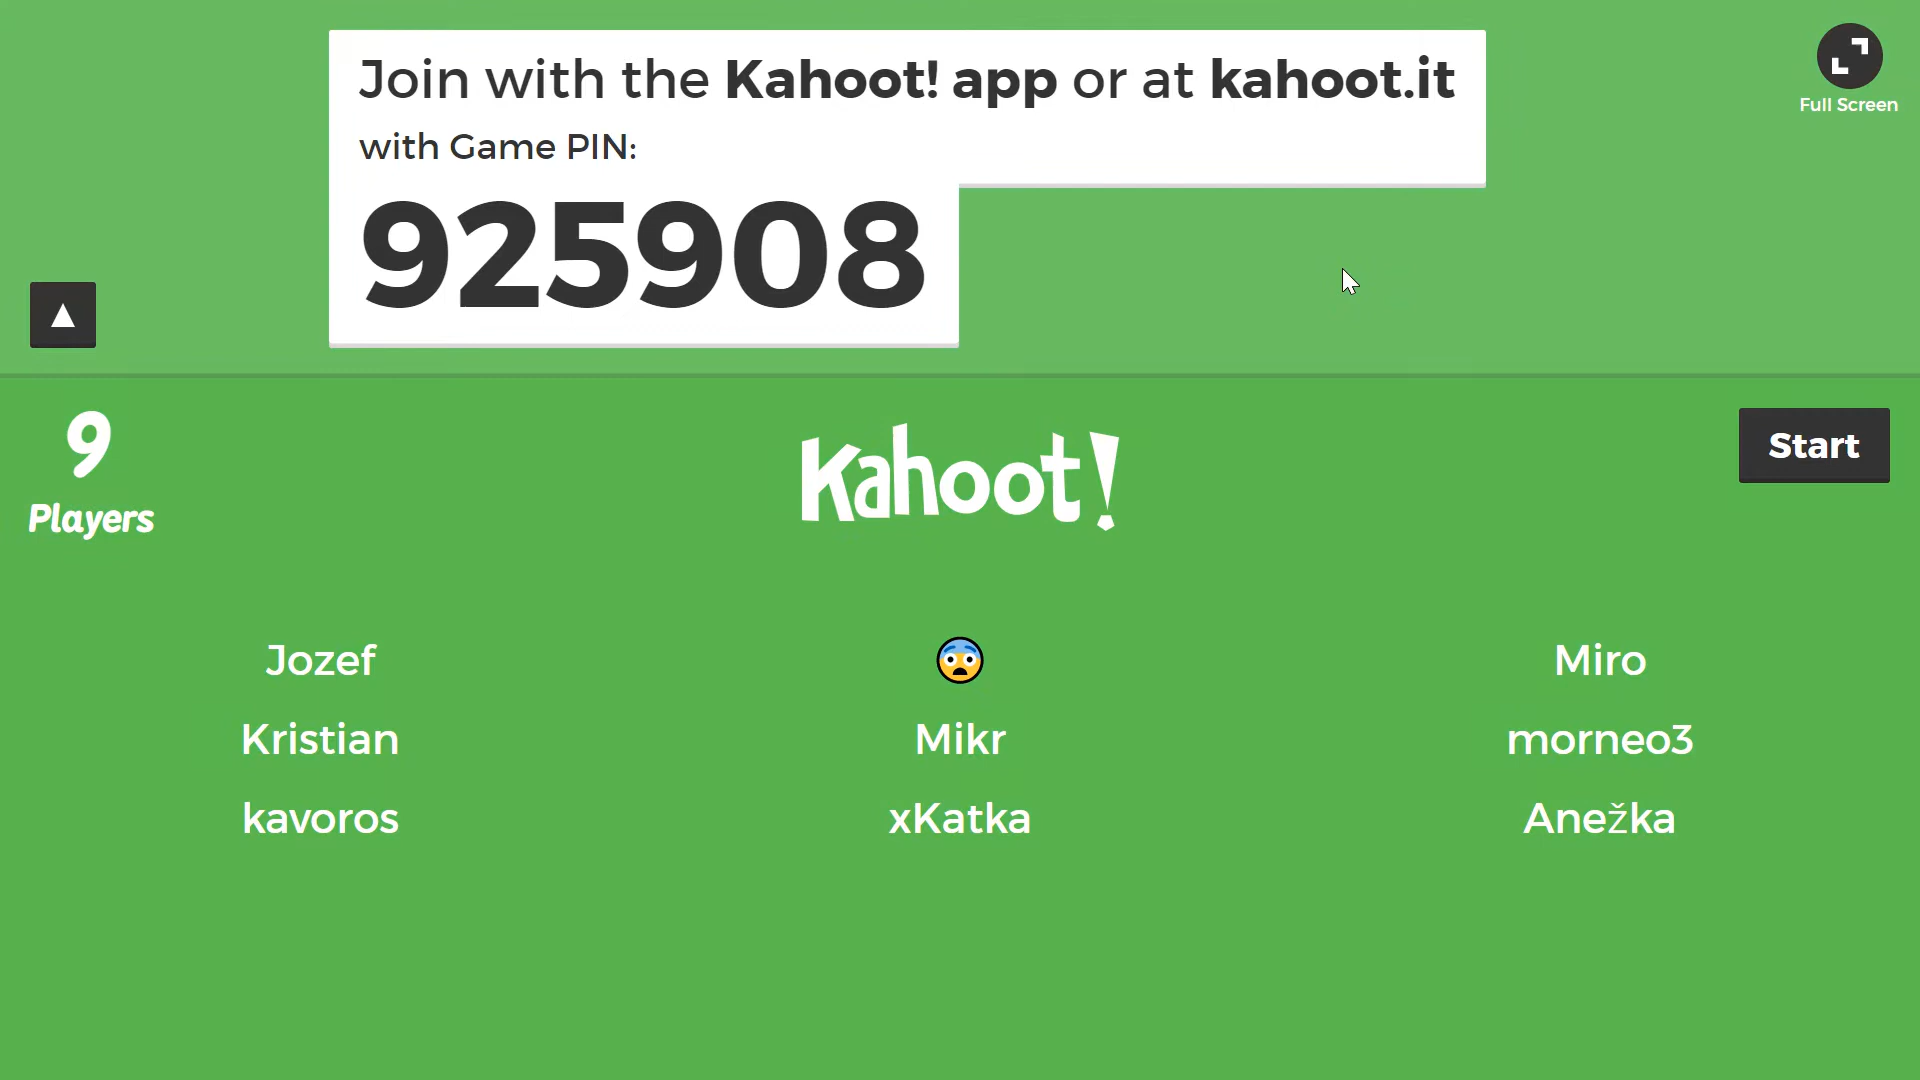 Join with the Kahoot! app or at kahoot.it
with Game PIN:
925908
Full Screen
▲
9
Players
Kahoot!
Start
Jozef 😨 Miro
Kristian Mikr morneo3
kavoros xKatka Anežka